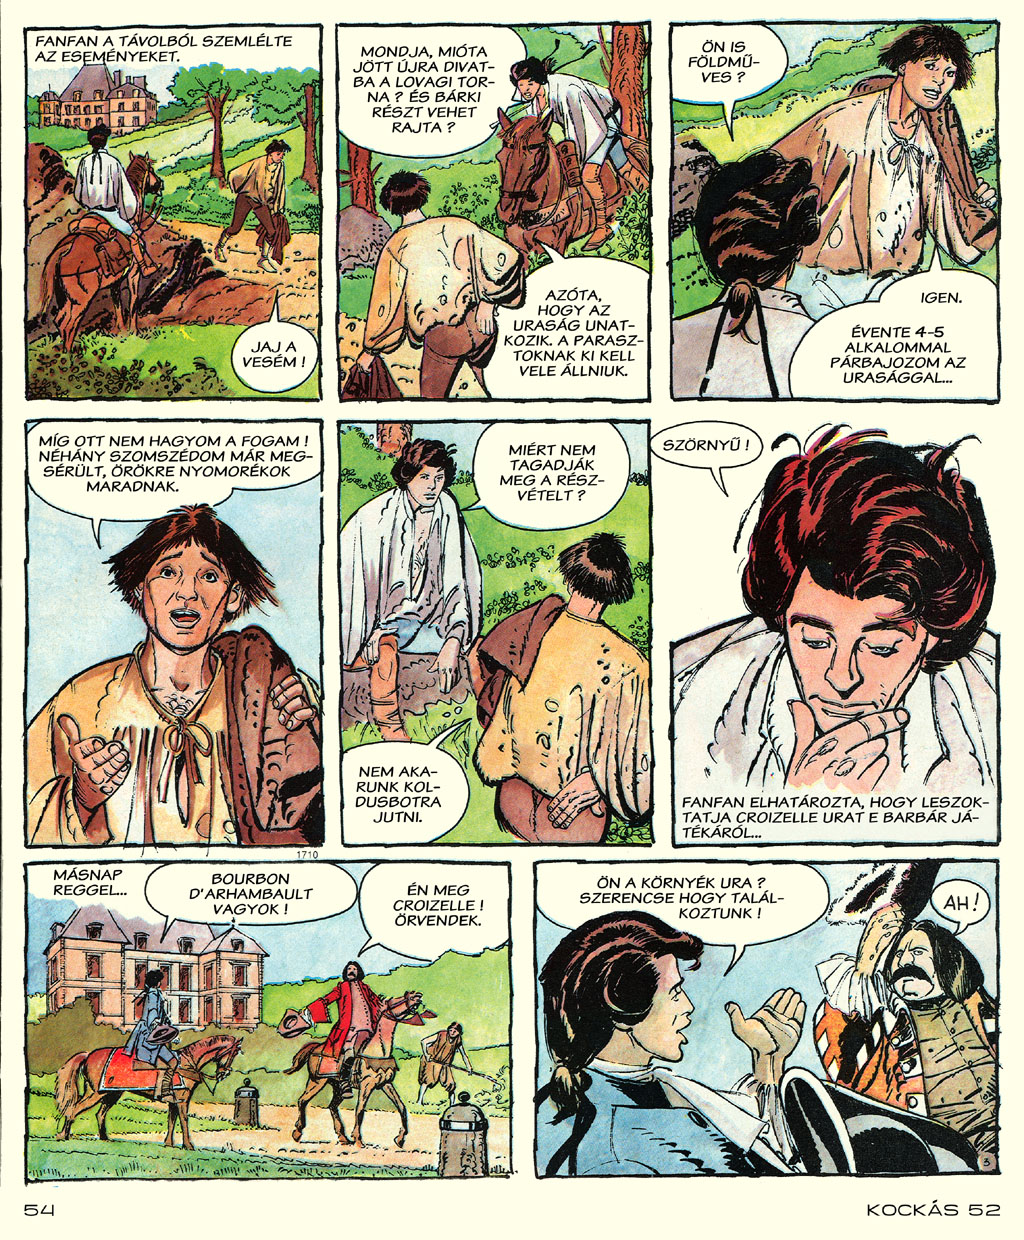 FANFAN A TÁVOLBÓL SZEMLÉLTE
AZ ESEMÉNYEKET.
JAJ A
VESÉM !
MONDJA, MIÓTA
JÖTT ÚJRA DIVAT-
BA A LOVAGI TOR-
NA ? ÉS BÁRKI
RÉSZT VEHET
RAJTA ?
AZÓTA,
HOGY AZ
URASÁG UNAT-
KOZIK. A PARASZ-
TOKNAK KI KELL
VELE ÁLLNIUK.
ÖN IS
FÖLDMŰ-
VES ?
IGEN.
ÉVENTE 4-5
ALKALOMMAL
PÁRBAJOZOM AZ
URASÁGGAL...
MÍG OTT NEM HAGYOM A FOGAM !
NÉHÁNY SZOMSZÉDOM MÁR MEG-
SÉRÜLT, ÖRÖKRE NYOMORÉKOK
MARADNAK.
1710
MIÉRT NEM
TAGADJÁK
MEG A RÉSZ-
VÉTELT ?
NEM AKA-
RUNK KOL-
DUSBOTRA
JUTNI.
SZÖRNYŰ !
FANFAN ELHATÁROZTA, HOGY LESZOK-
TATJA CROIZELLE URAT E BARBÁR JÁ-
TÉKÁRÓL...
MÁSNAP
REGGEL...
BOURBON
D'ARHAMBAULT
VAGYOK !
ÉN MEG
CROIZELLE !
ÖRVENDEK.
ÖN A KÖRNYÉK URA ?
SZERENCSE HOGY TALÁL-
KOZTUNK !
AH !
3
54
KOCKÁS 52